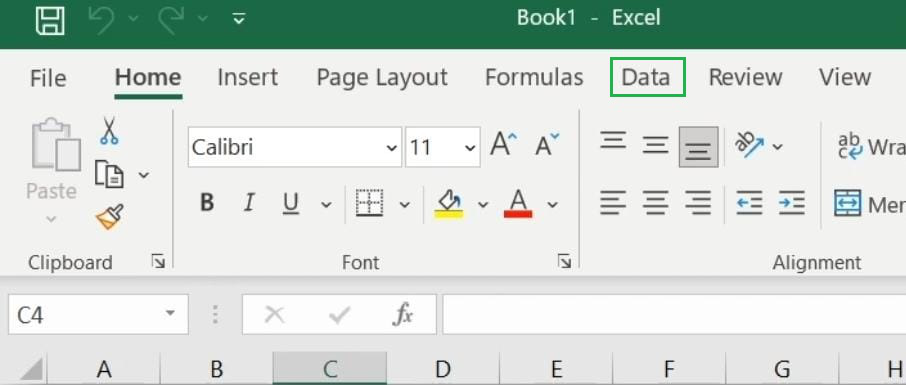 Book1 - Excel
File Home Insert Page Layout Formulas Data Review View
Calibri 11 A A ab ab c Wra
Paste
B I U A Mer
Clipboard Font Alignment
C4 fx
A B C D E F G H